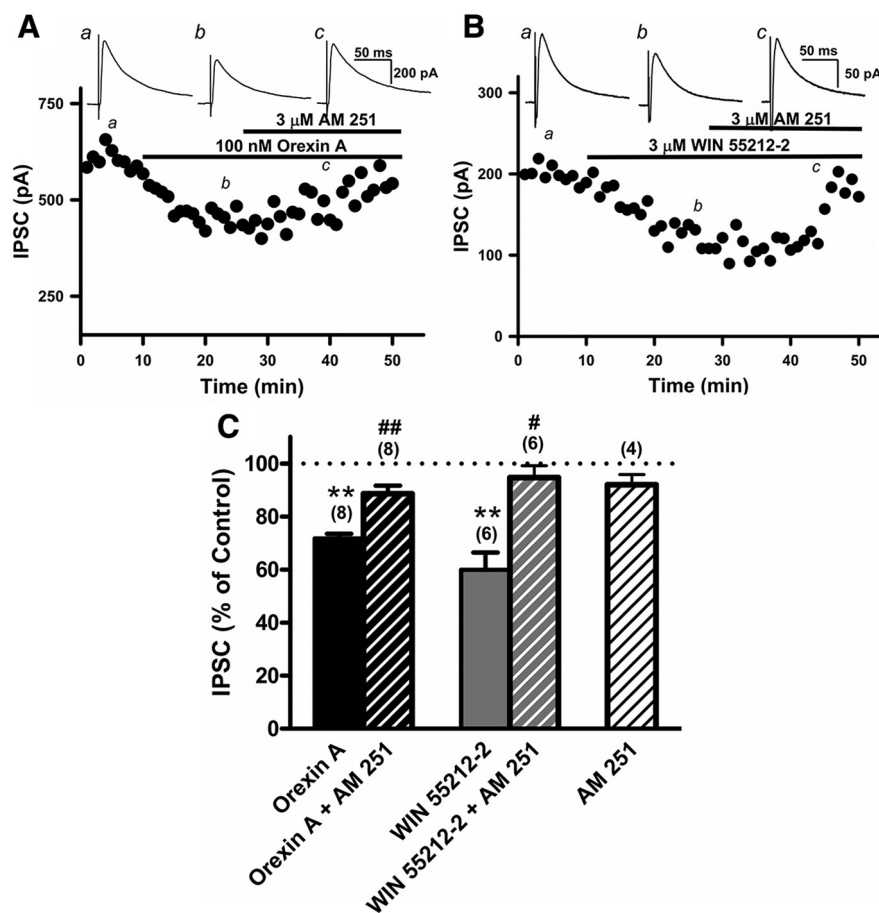 A
a
b
c
50 ms
200 pA
3 μM AM 251
100 nM Orexin A
a
b
c
750
500
250
IPSC (pA)
0 10 20 30 40 50
Time (min)
B
a
b
c
50 ms
50 pA
3 μM AM 251
3 μM WIN 55212-2
a
b
c
300
200
100
0
IPSC (pA)
0 10 20 30 40 50
Time (min)
C
## # 
(8) (6) (4)
** **
(8) (6)
100
80
60
40
20
0
IPSC (% of Control)
Orexin A
Orexin A + AM 251
WIN 55212-2
WIN 55212-2 + AM 251
AM 251